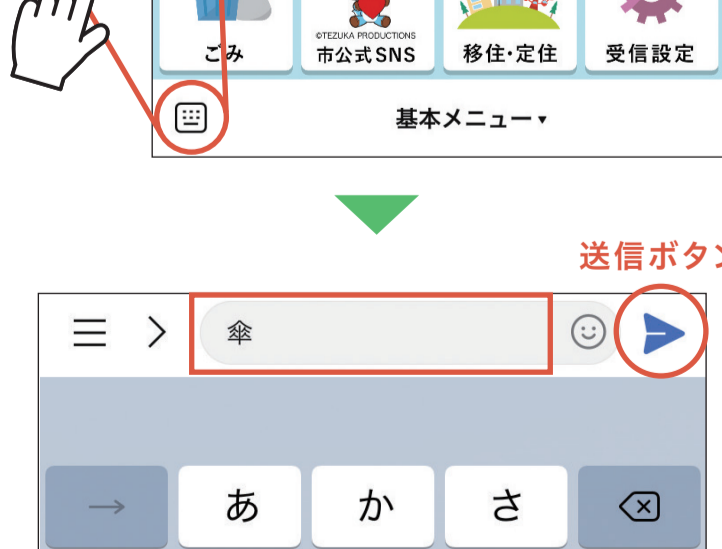 ©TEZUKA PRODUCTIONS
ごみ 市公式SNS 移住・定住 受信設定
基本メニュー▼
送信ボタン
傘
→ あ か さ